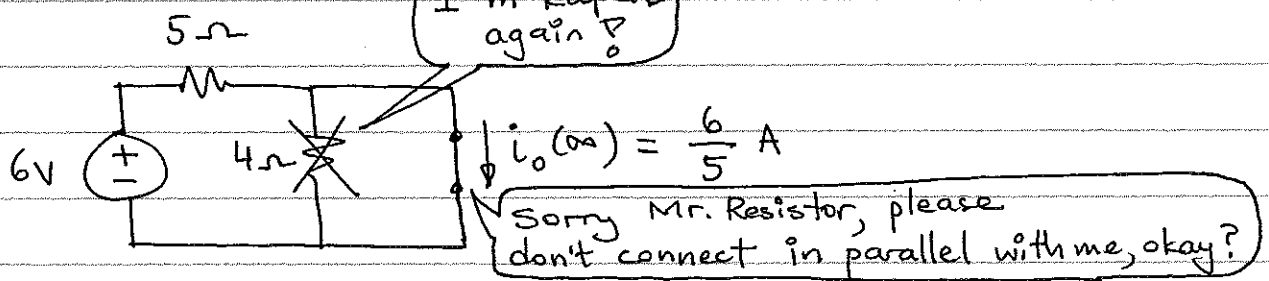 I'm
again!
5Ω
6V
+
-
4Ω
i₀(∞) = 6/5 A
Sorry Mr. Resistor, please
don't connect in parallel with me, okay?